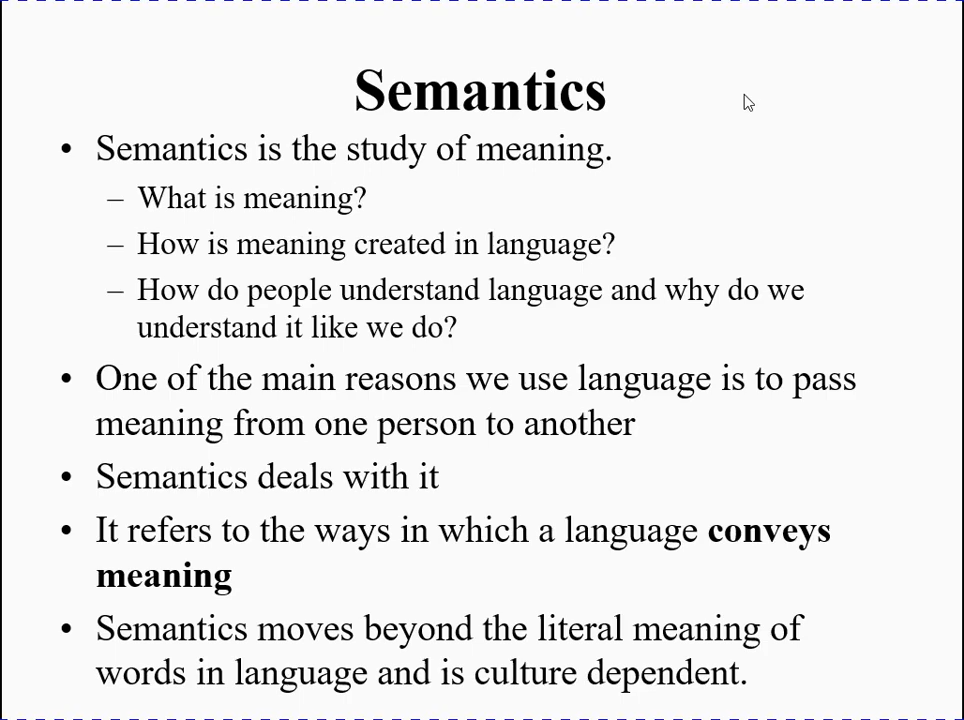 Semantics
• Semantics is the study of meaning.
– What is meaning?
– How is meaning created in language?
– How do people understand language and why do we
understand it like we do?
• One of the main reasons we use language is to pass
meaning from one person to another
• Semantics deals with it
• It refers to the ways in which a language conveys
meaning
• Semantics moves beyond the literal meaning of
words in language and is culture dependent.